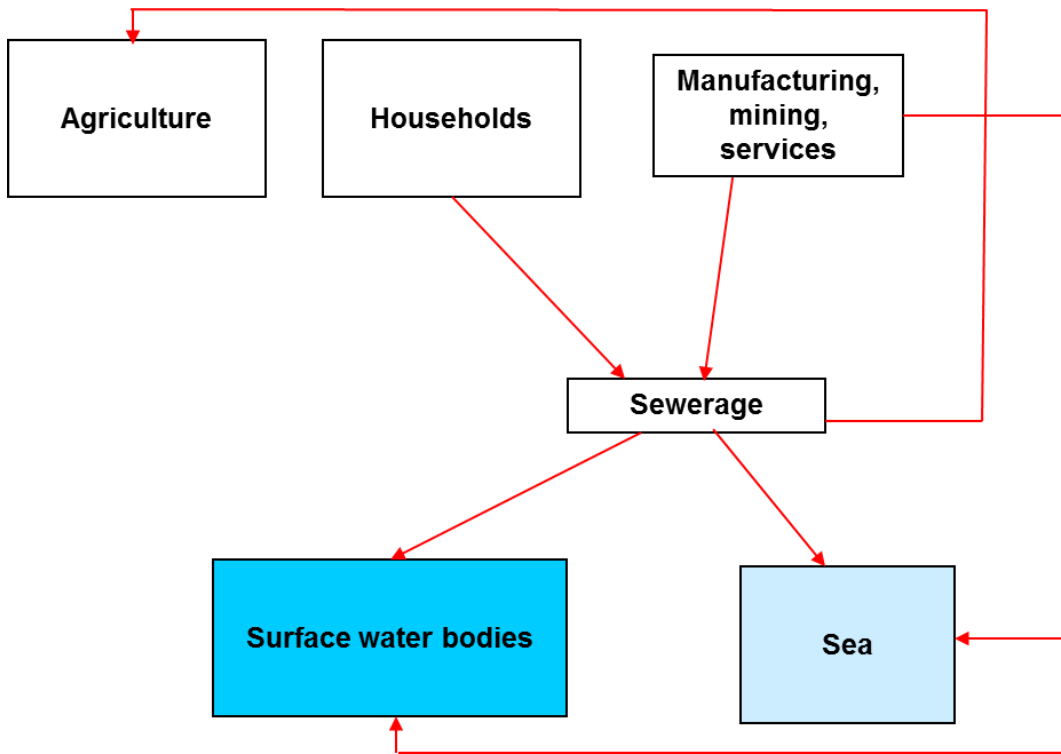 Agriculture
Households
Manufacturing,
mining,
services
Sewerage
Surface water bodies
Sea